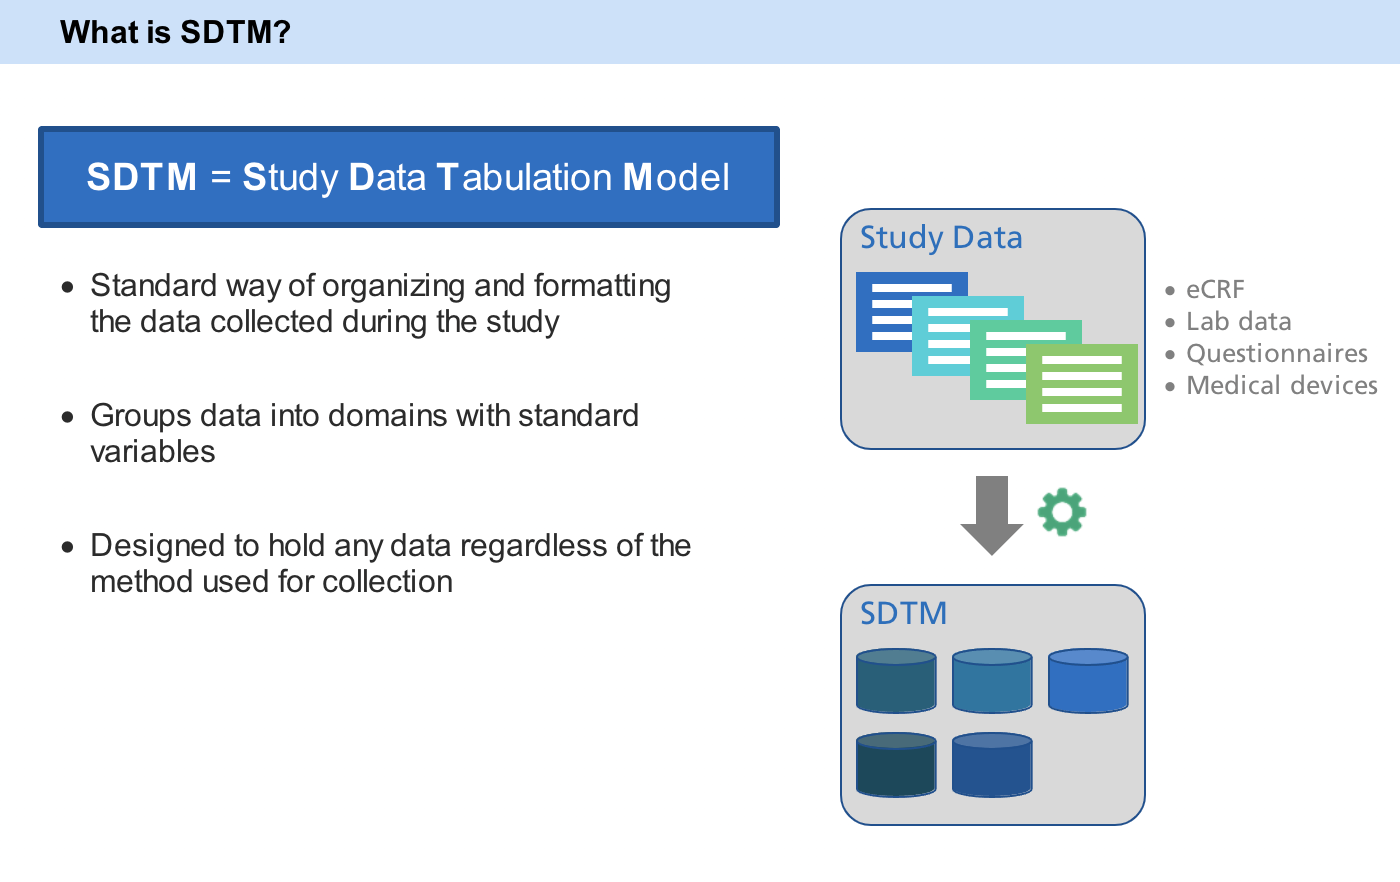 What is SDTM?
SDTM = Study Data Tabulation Model
• Standard way of organizing and formatting
the data collected during the study
• Groups data into domains with standard
variables
• Designed to hold any data regardless of the
method used for collection
Study Data
• eCRF
• Lab data
• Questionnaires
• Medical devices
SDTM